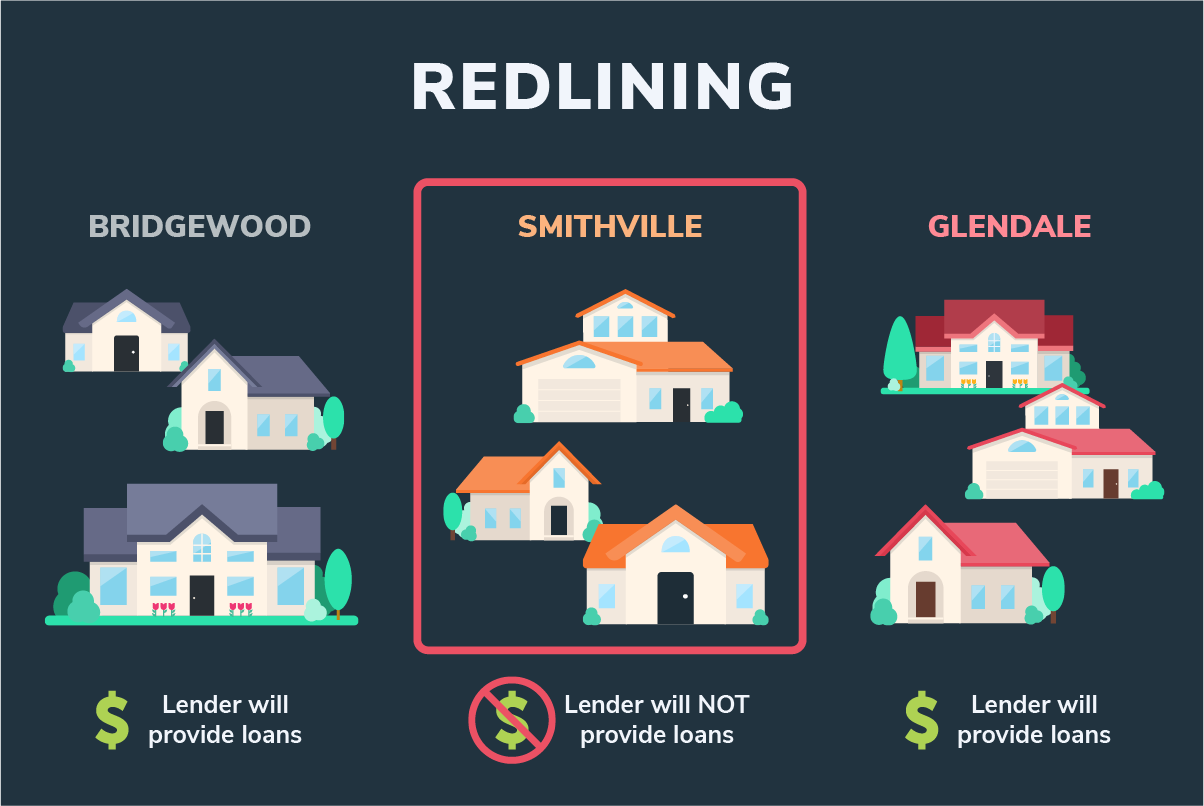 REDLINING
BRIDGEWOOD
SMITHVILLE
GLENDALE
$ Lender will
provide loans
$ Lender will NOT
provide loans
$ Lender will
provide loans